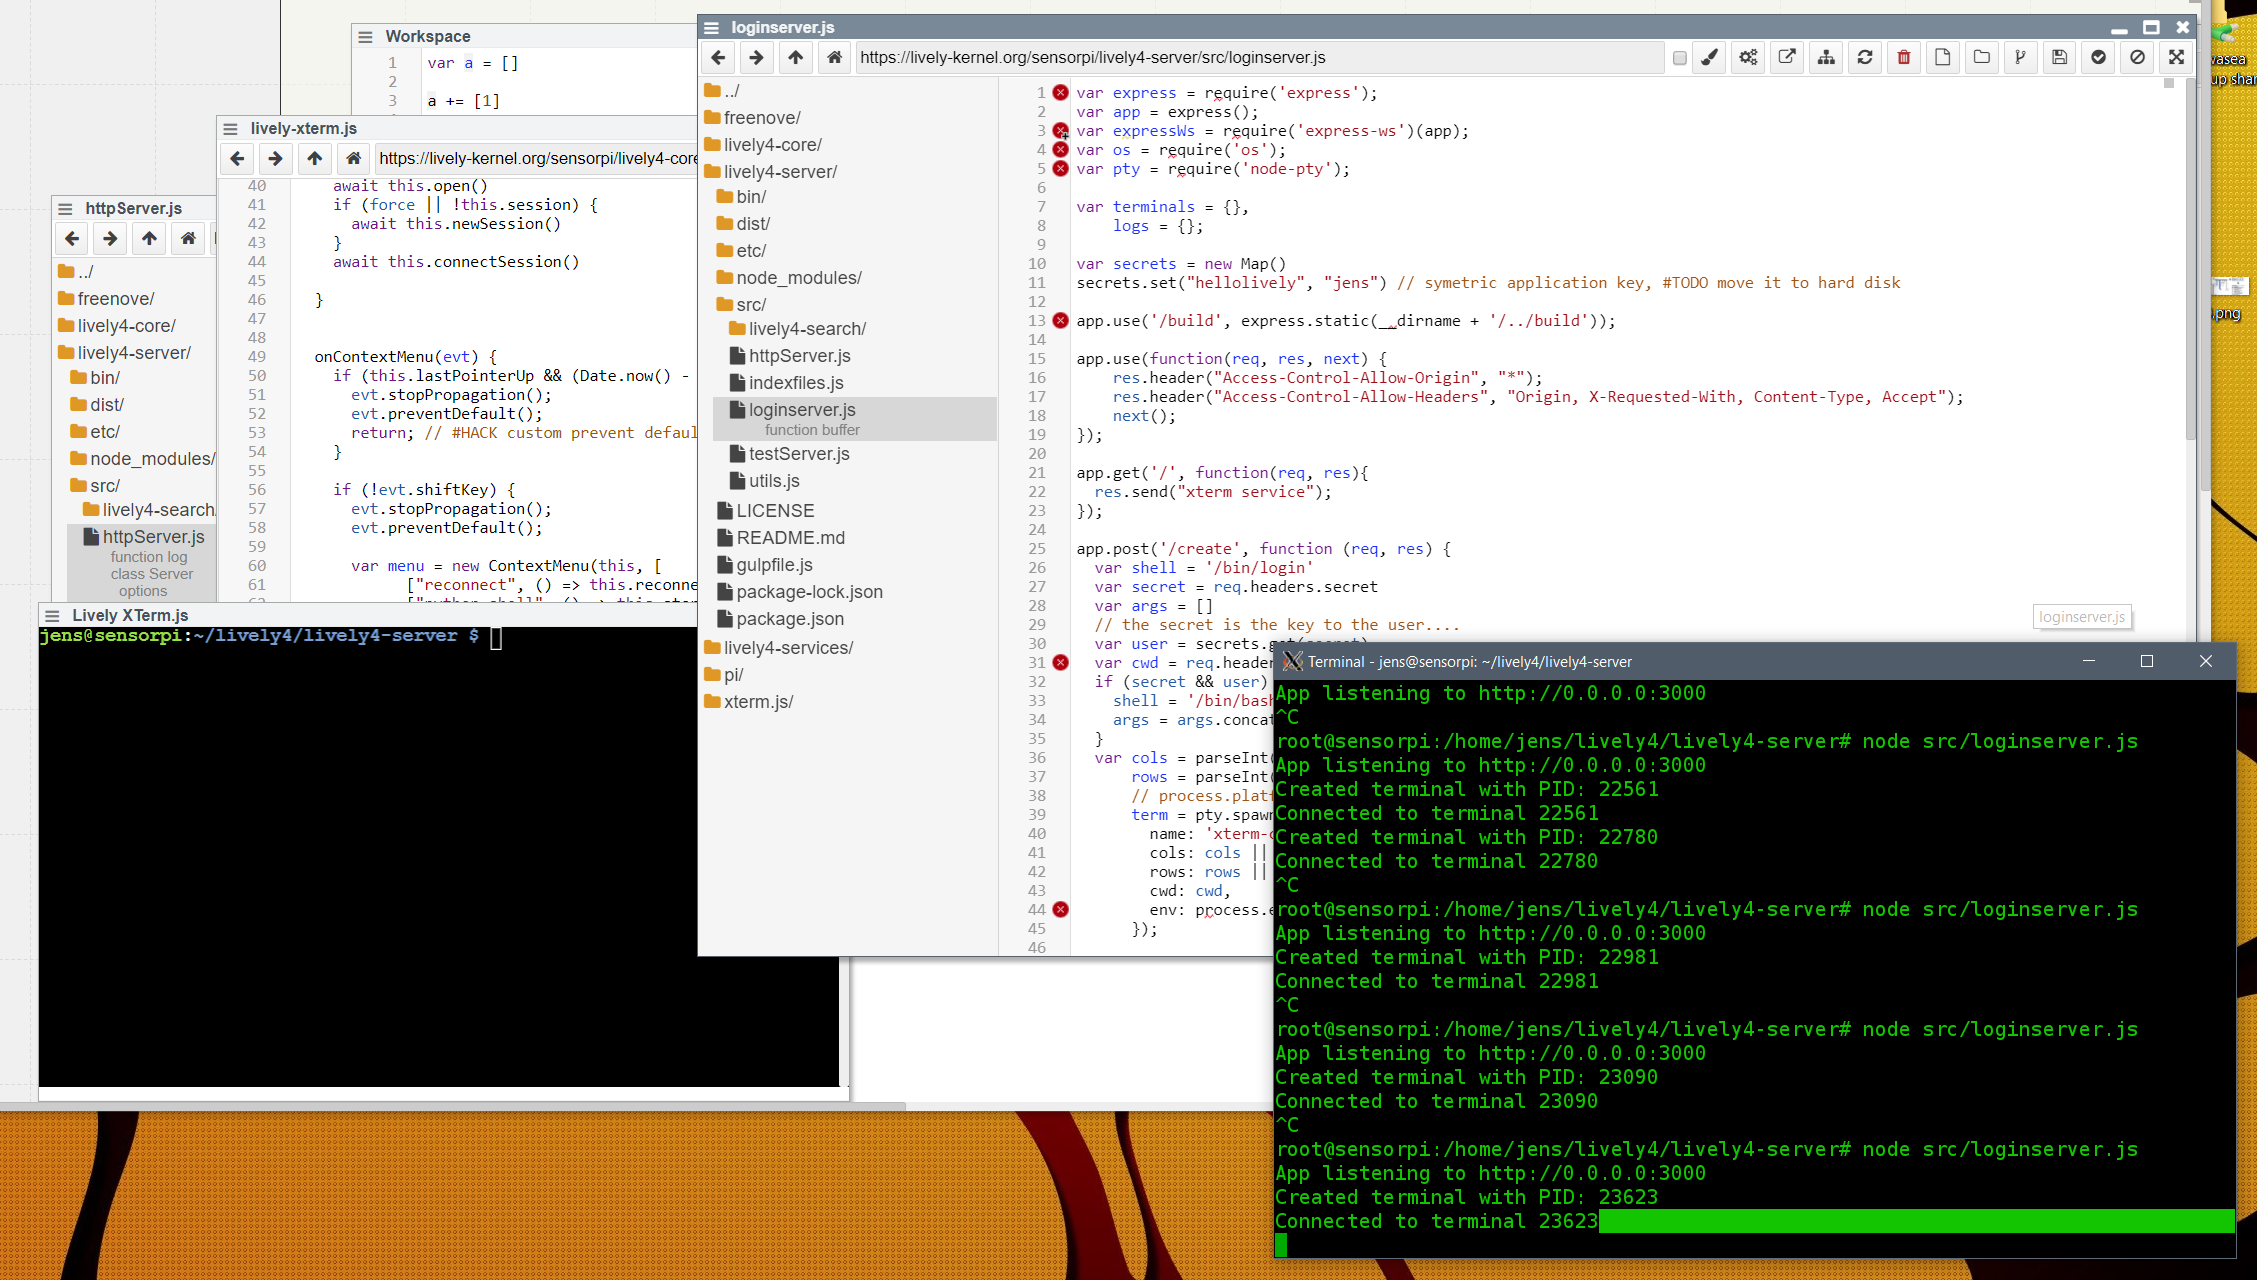 Workspace
1 var a = []
2
3 a += [1]
lively-xterm.js
https://lively-kernel.org/sensorpi/lively4-core
40 await this.open()
41 if (force || !this.session) {
42 await this.newSession()
43 }
44 await this.connectSession()
45
46 }
47
48
49 onContextMenu(evt) {
50 if (this.lastPointerUp && (Date.now() -
51 evt.stopPropagation();
52 evt.preventDefault();
53 return; // #HACK custom prevent defaul
54 }
55
56 if (!evt.shiftKey) {
57 evt.stopPropagation();
58 evt.preventDefault();
59
60 var menu = new ContextMenu(this, [
61 ["reconnect", () => this.reconne
httpServer.js
../
freenove/
lively4-core/
lively4-server/
bin/
dist/
etc/
node_modules/
src/
lively4-search
httpServer.js
function log
class Server
options
Lively XTerm.js
jens@sensorpi:~/lively4/lively4-server $
loginserver.js
https://lively-kernel.org/sensorpi/lively4-server/src/loginserver.js
../
freenove/
lively4-core/
lively4-server/
bin/
dist/
etc/
node_modules/
src/
lively4-search/
httpServer.js
indexfiles.js
loginserver.js
function buffer
testServer.js
utils.js
LICENSE
README.md
gulpfile.js
package-lock.json
package.json
lively4-services/
pi/
xterm.js/
1 var express = require('express');
2 var app = express();
3 var expressWs = require('express-ws')(app);
4 var os = require('os');
5 var pty = require('node-pty');
6
7 var terminals = {},
8 logs = {};
9
10 var secrets = new Map()
11 secrets.set("hellolively", "jens") // symetric application key, #TODO move it to hard disk
12
13 app.use('/build', express.static(__dirname + '/../build'));
14
15 app.use(function(req, res, next) {
16 res.header("Access-Control-Allow-Origin", "*");
17 res.header("Access-Control-Allow-Headers", "Origin, X-Requested-With, Content-Type, Accept");
18 next();
19 });
20
21 app.get('/', function(req, res){
22 res.send("xterm service");
23 });
24
25 app.post('/create', function (req, res) {
26 var shell = '/bin/login'
27 var secret = req.headers.secret
28 var args = []
29 // the secret is the key to the user....
30 var user = secrets.get(secret)
31 var cwd = req.header
32 if (secret && user)
33 shell = '/bin/bash
34 args = args.concat
35 }
36 var cols = parseInt(
37 rows = parseInt(
38 // process.platf
39 term = pty.spawn
40 name: 'xterm-c
41 cols: cols ||
42 rows: rows ||
43 cwd: cwd,
44 env: process.e
45 });
46
loginserver.js
Terminal - jens@sensorpi: ~/lively4/lively4-server
App listening to http://0.0.0.0:3000
^C
root@sensorpi:/home/jens/lively4/lively4-server# node src/loginserver.js
App listening to http://0.0.0.0:3000
Created terminal with PID: 22561
Connected to terminal 22561
Created terminal with PID: 22780
Connected to terminal 22780
^C
root@sensorpi:/home/jens/lively4/lively4-server# node src/loginserver.js
App listening to http://0.0.0.0:3000
Created terminal with PID: 22981
Connected to terminal 22981
^C
root@sensorpi:/home/jens/lively4/lively4-server# node src/loginserver.js
App listening to http://0.0.0.0:3000
Created terminal with PID: 23090
Connected to terminal 23090
^C
root@sensorpi:/home/jens/lively4/lively4-server# node src/loginserver.js
App listening to http://0.0.0.0:3000
Created terminal with PID: 23623
Connected to terminal 23623
vasea
up shar
.png